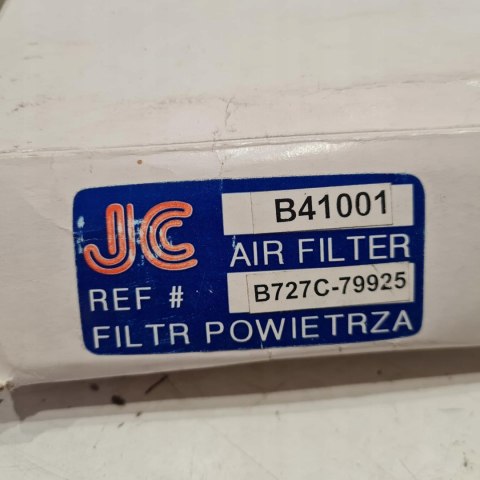 JC B41001
AIR FILTER
REF # B727C-79925
FILTR POWIETRZA